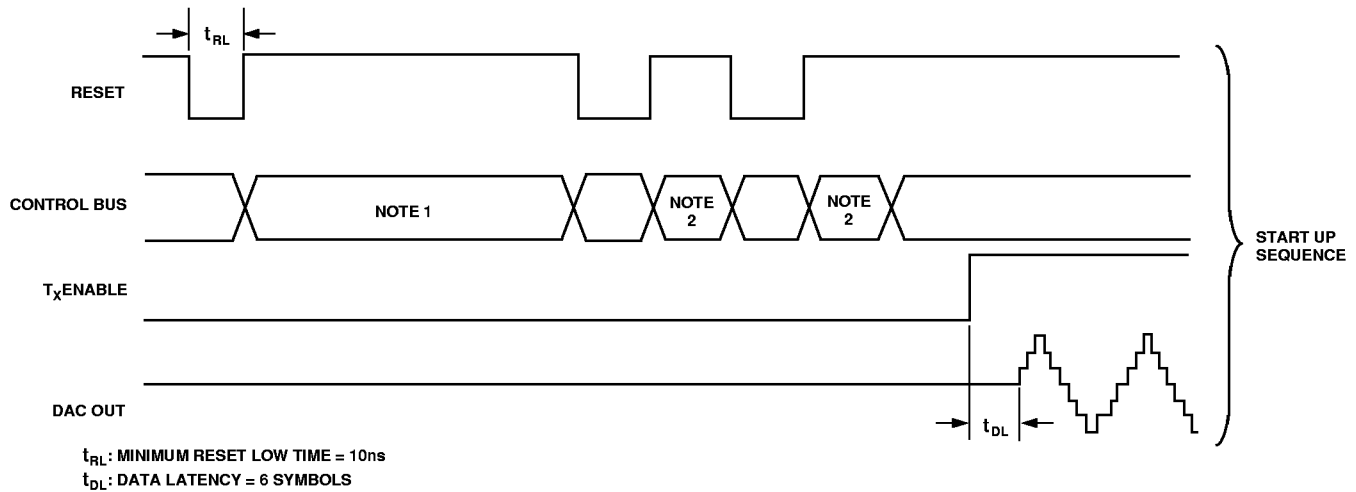 tRL
RESET
CONTROL BUS
NOTE 1
NOTE
2
NOTE
2
START UP
SEQUENCE
TXENABLE
DAC OUT
tDL
tRL: MINIMUM RESET LOW TIME = 10ns
tDL: DATA LATENCY = 6 SYMBOLS